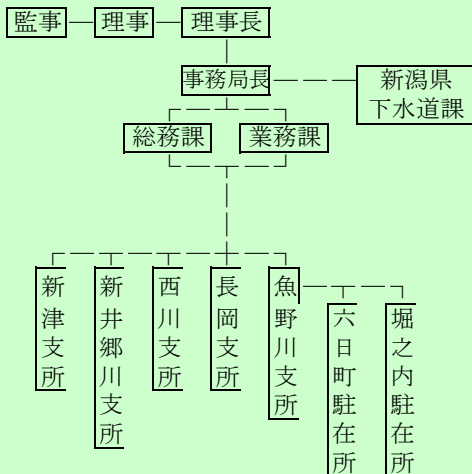 監事 理事 理事長
事務局長
新潟県
下水道課
総務課 業務課
新津支所
新井郷川支所
西川支所
長岡支所
魚野川支所
六日町駐在所
堀之内駐在所